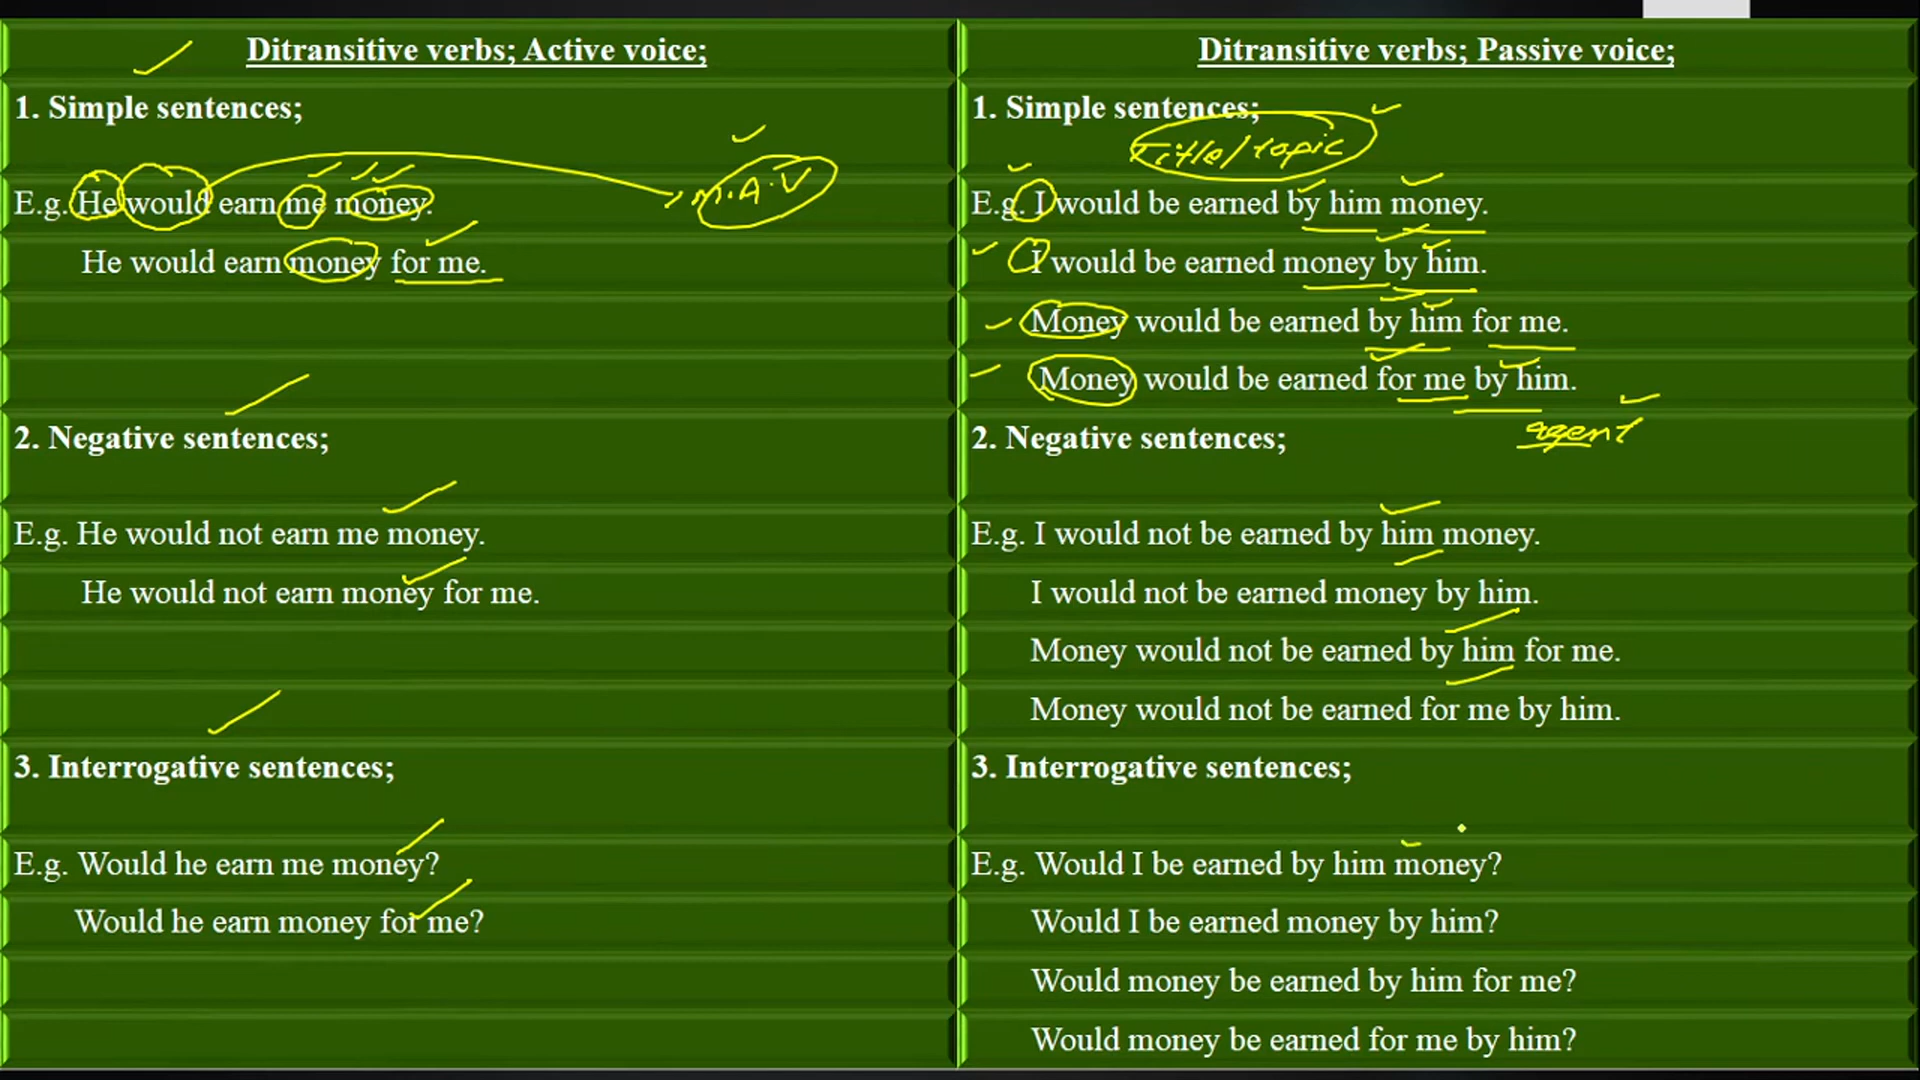 Ditransitive verbs; Active voice;
1. Simple sentences;
M.A.V
E.g. He would earn me money.
He would earn money for me.
2. Negative sentences;
E.g. He would not earn me money.
He would not earn money for me.
3. Interrogative sentences;
E.g. Would he earn me money?
Would he earn money for me?
Ditransitive verbs; Passive voice;
1. Simple sentences;
Title/topic
E.g. I would be earned by him money.
I would be earned money by him.
Money would be earned by him for me.
Money would be earned for me by him.
agent
2. Negative sentences;
E.g. I would not be earned by him money.
I would not be earned money by him.
Money would not be earned by him for me.
Money would not be earned for me by him.
3. Interrogative sentences;
E.g. Would I be earned by him money?
Would I be earned money by him?
Would money be earned by him for me?
Would money be earned for me by him?